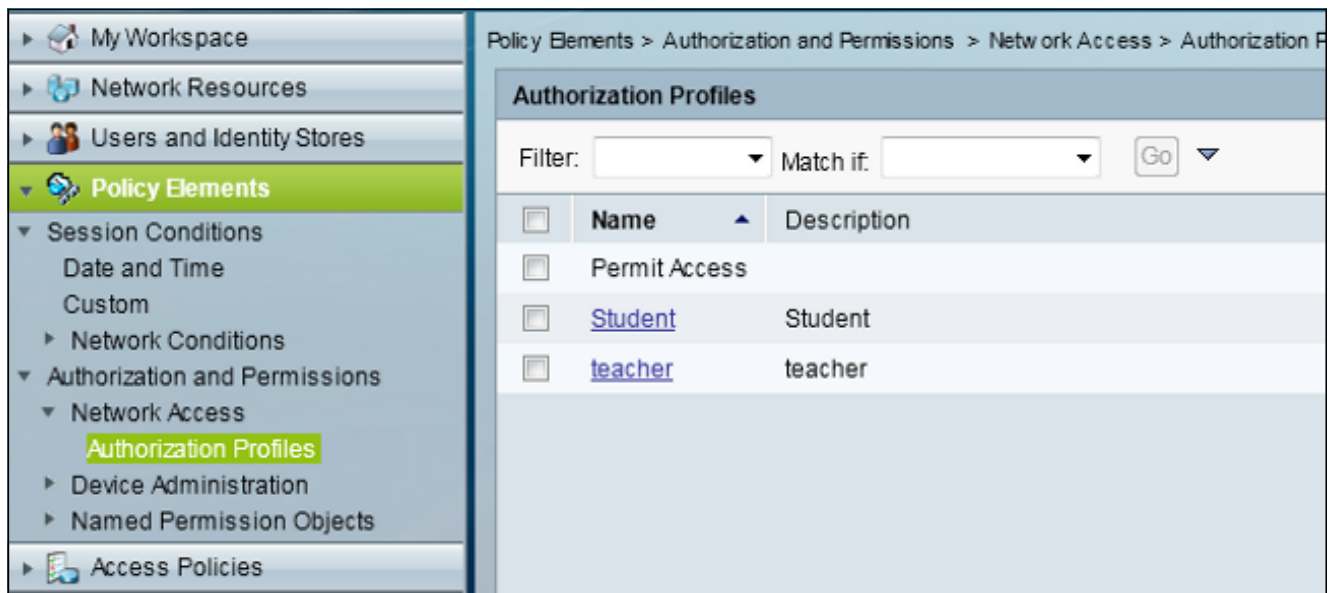 My Workspace
Network Resources
Users and Identity Stores
Policy Elements
Session Conditions
Date and Time
Custom
Network Conditions
Authorization and Permissions
Network Access
Authorization Profiles
Device Administration
Named Permission Objects
Access Policies
Policy Elements > Authorization and Permissions > Network Access > Authorization P
Authorization Profiles
Filter: Match if: Go
Name Description
Permit Access
Student Student
teacher teacher